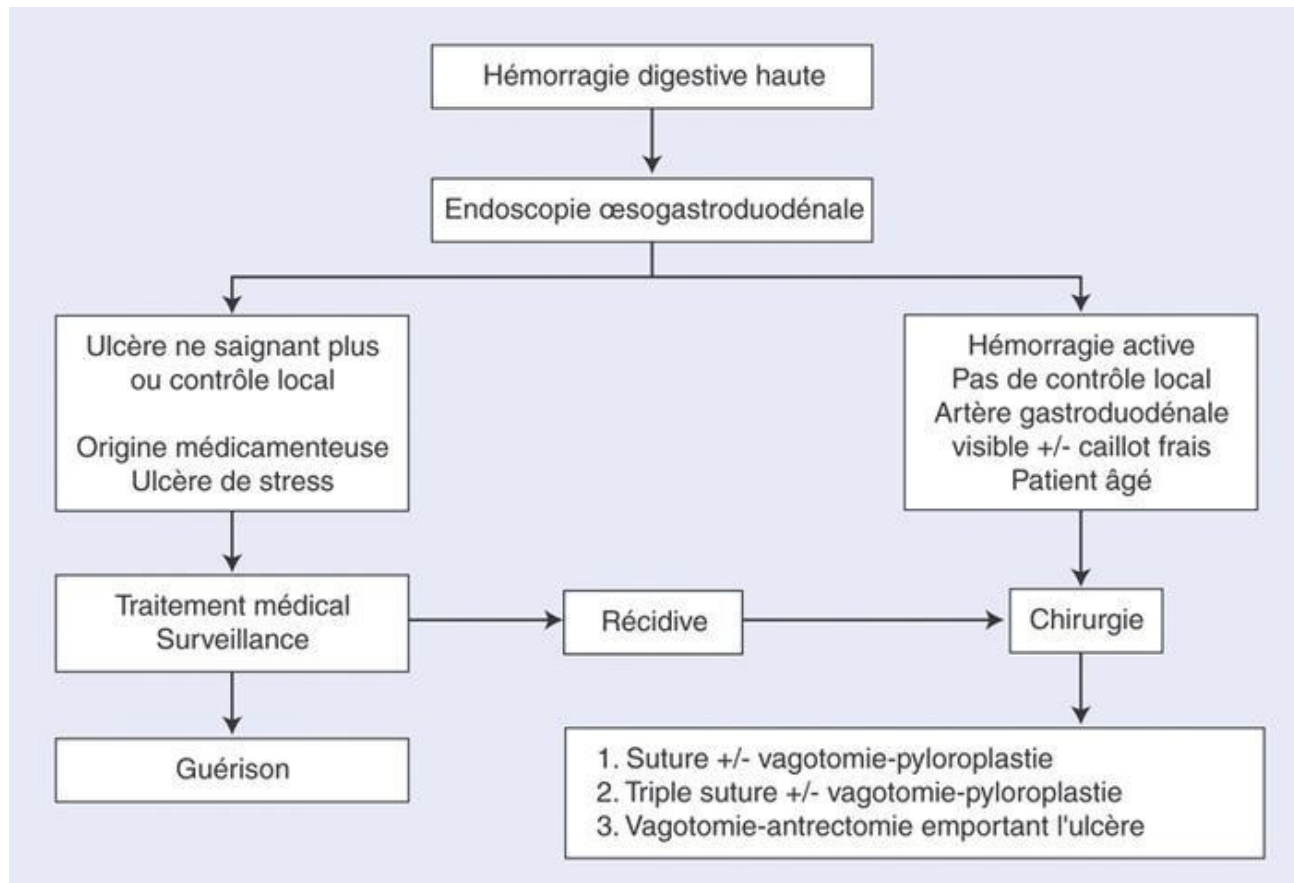 Hémorragie digestive haute
Endoscopie œsogastroduodénale
Ulcère ne saignant plus
ou contrôle local
Origine médicamenteuse
Ulcère de stress
Hémorragie active
Pas de contrôle local
Artère gastroduodénale
visible +/- caillot frais
Patient âgé
Traitement médical
Surveillance
Récidive
Chirurgie
Guérison
1. Suture +/- vagotomie-pyloroplastie
2. Triple suture +/- vagotomie-pyloroplastie
3. Vagotomie-antrectomie emportant l'ulcère